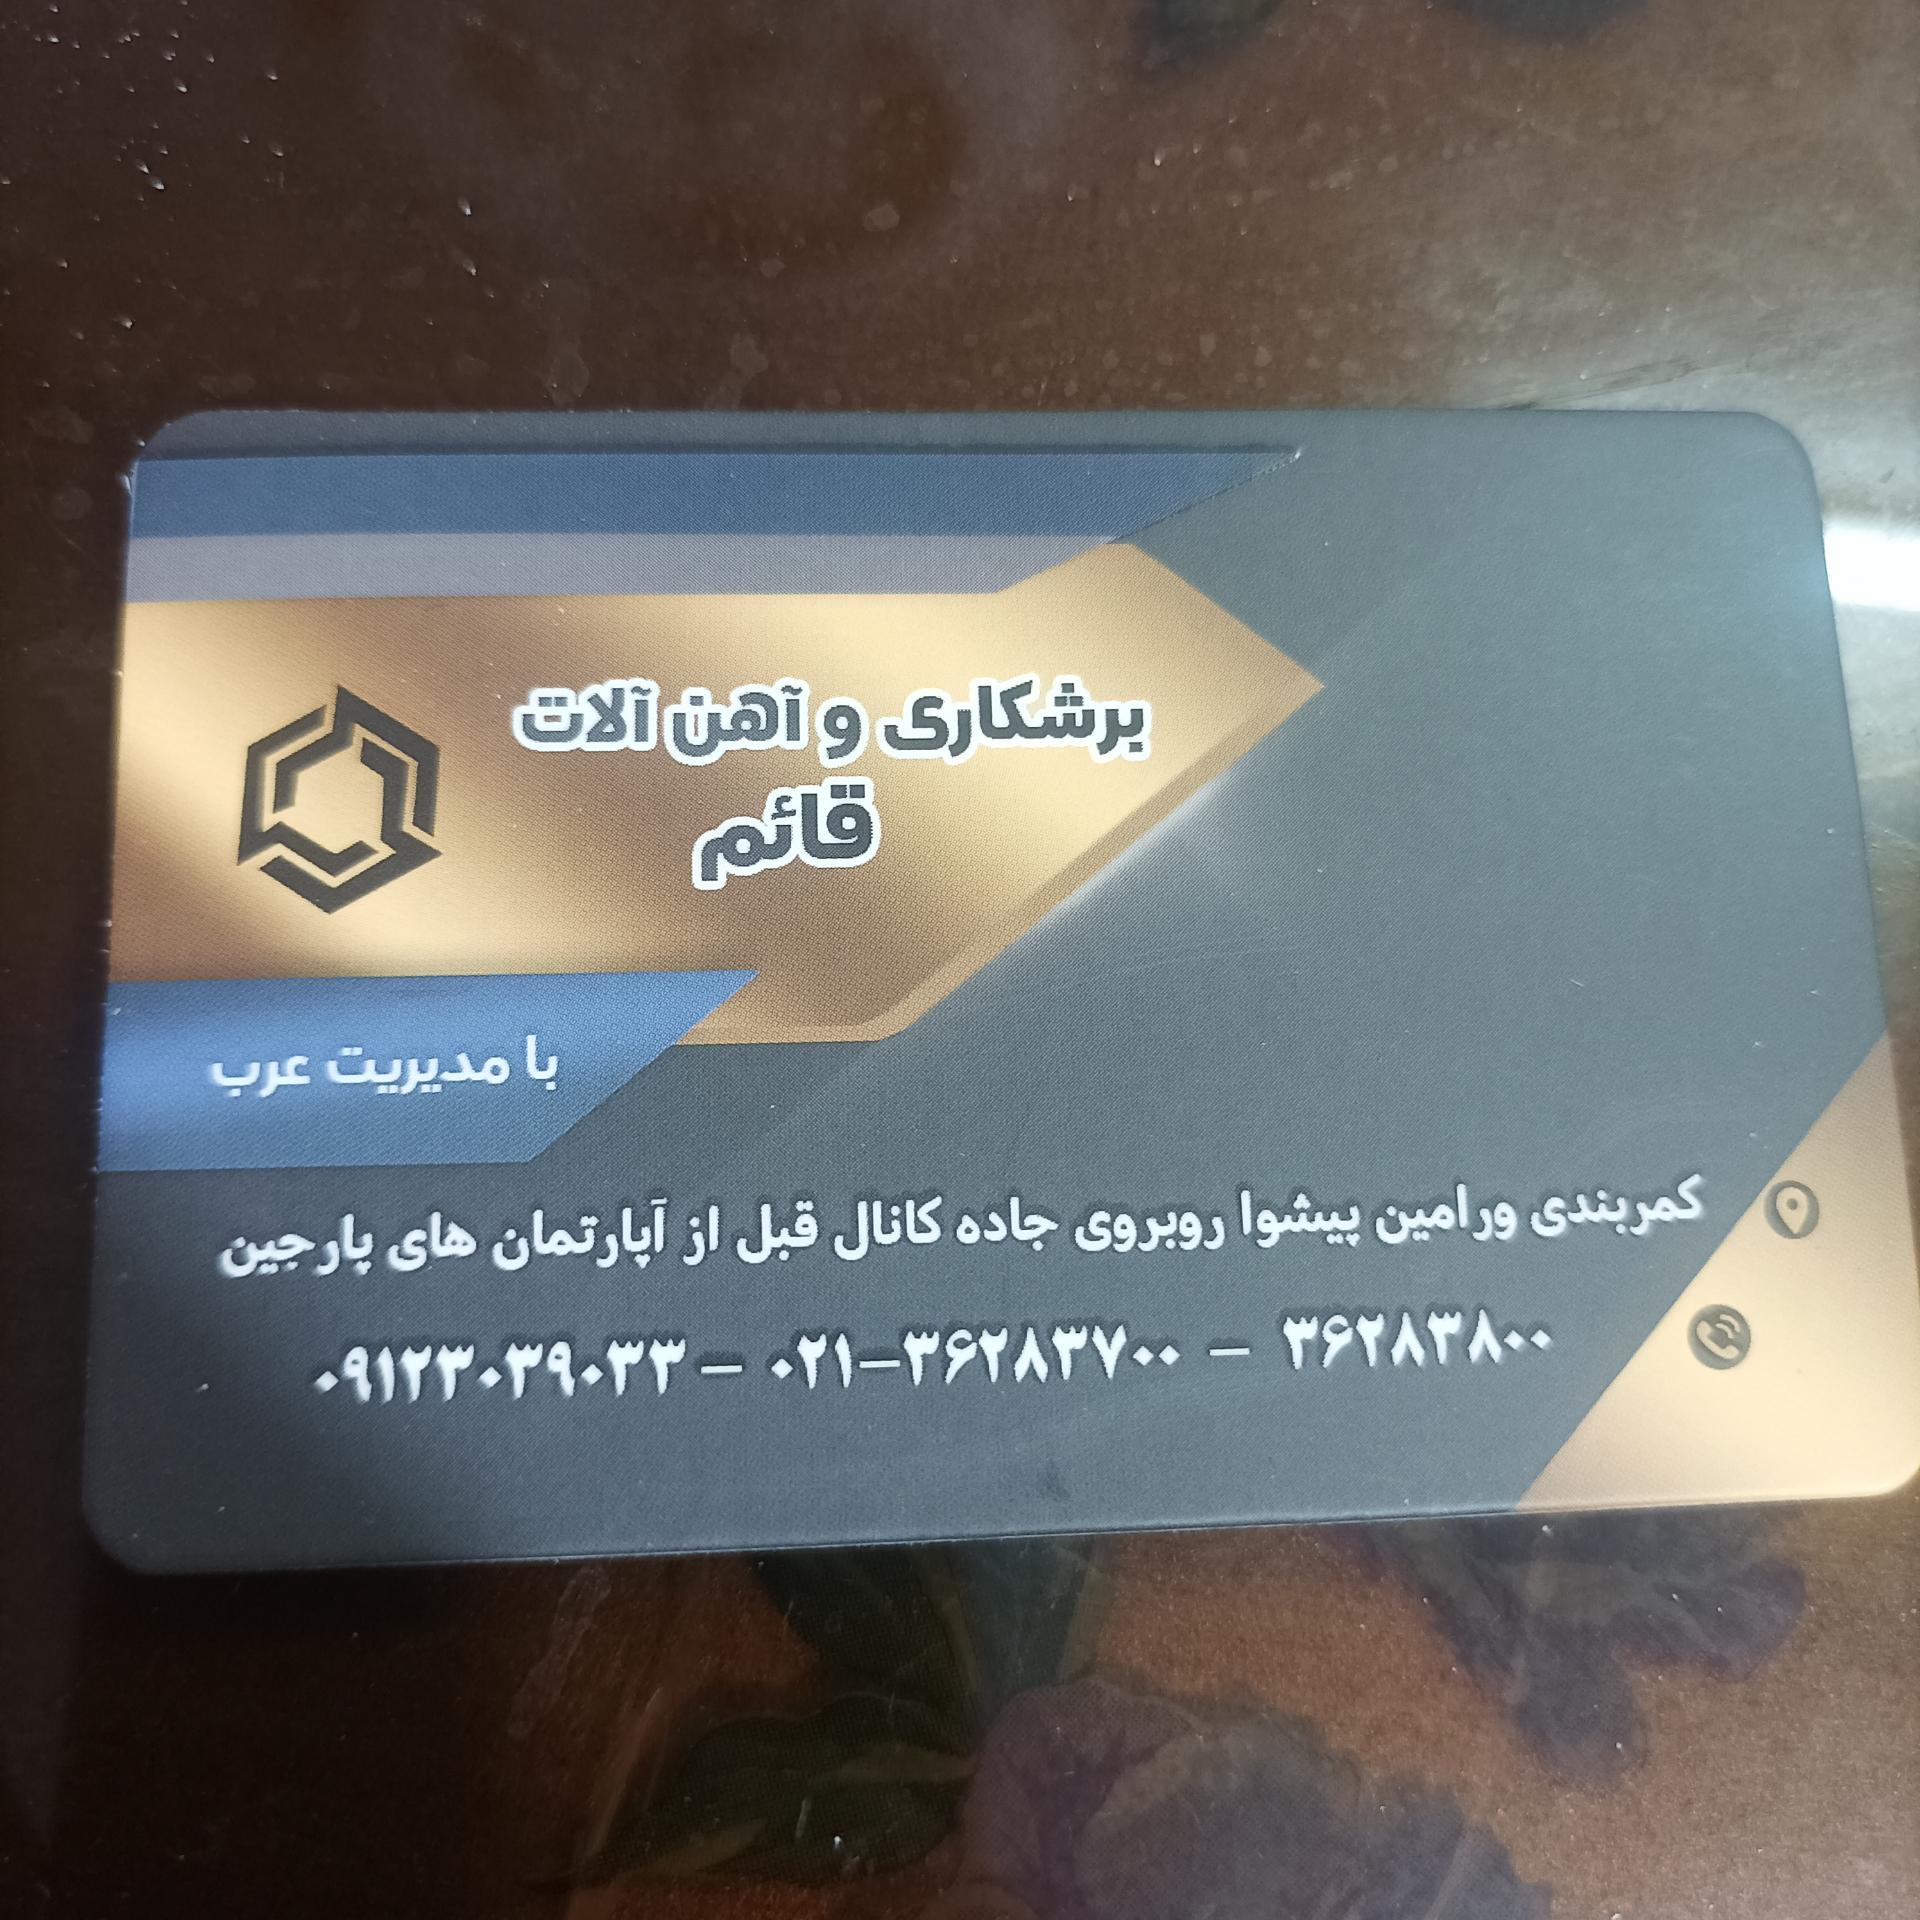 برشکاری و آهن آلات
قائم
با مدیریت عرب
کمربندی ورامین پیشوا روبروی جاده کانال قبل از آپارتمان های پارچین
۰۹۱۲۳۰۳۹۰۳۳ – ۰۲۱–۳۶۲۸۳۷۰۰ – ۳۶۲۸۳۸۰۰